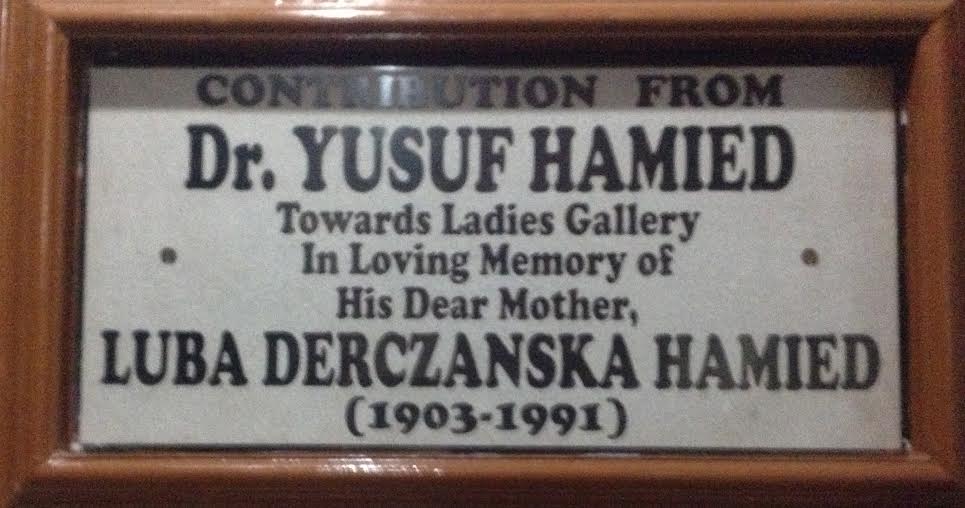 CONTRIBUTION FROM
Dr. YUSUF HAMIED
Towards Ladies Gallery
In Loving Memory of
His Dear Mother,
LUBA DERCZANSKA HAMIED
(1903-1991)